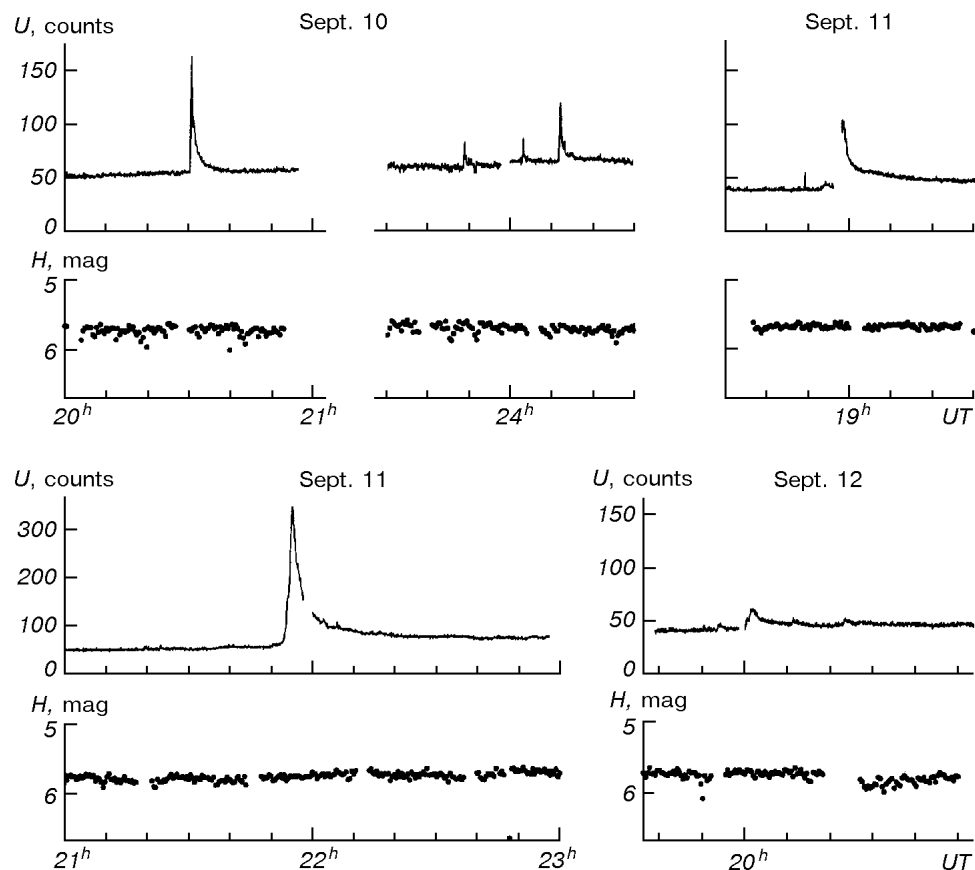 U, counts Sept. 10 Sept. 11
150
100
50
0
H, mag
5
6
20h 21h 24h 19h UT
U, counts Sept. 11 U, counts Sept. 12
300 150
200 100
100 50
0 0
H, mag H, mag
5 5
6 6
21h 22h 23h 20h UT